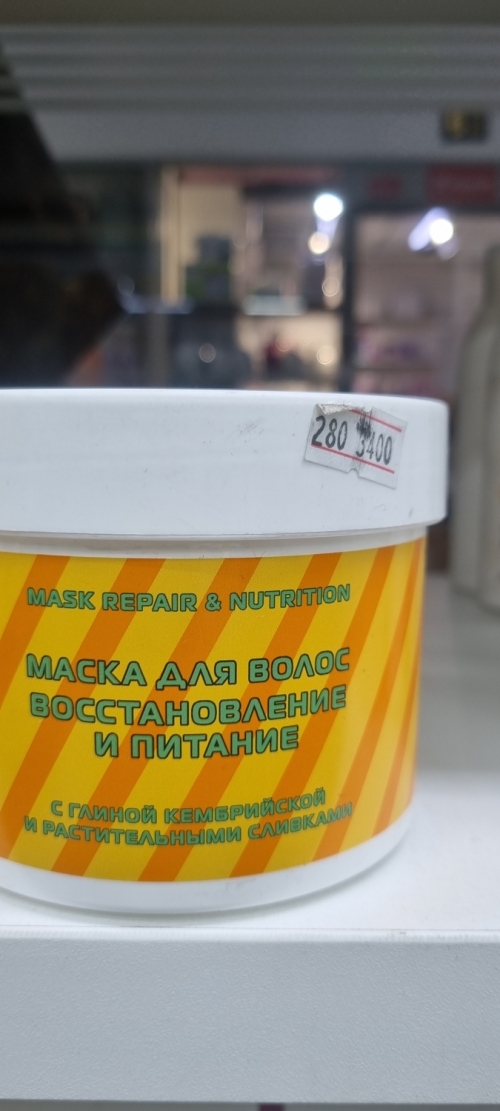 280 3400
MASK REPAIR & NUTRITION
МАСКА ДЛЯ ВОЛОС
ВОССТАНОВЛЕНИЕ
И ПИТАНИЕ
С ГЛИНОЙ КЕМБРИЙСКОЙ
И РАСТИТЕЛЬНЫМИ СЛИВКАМИ